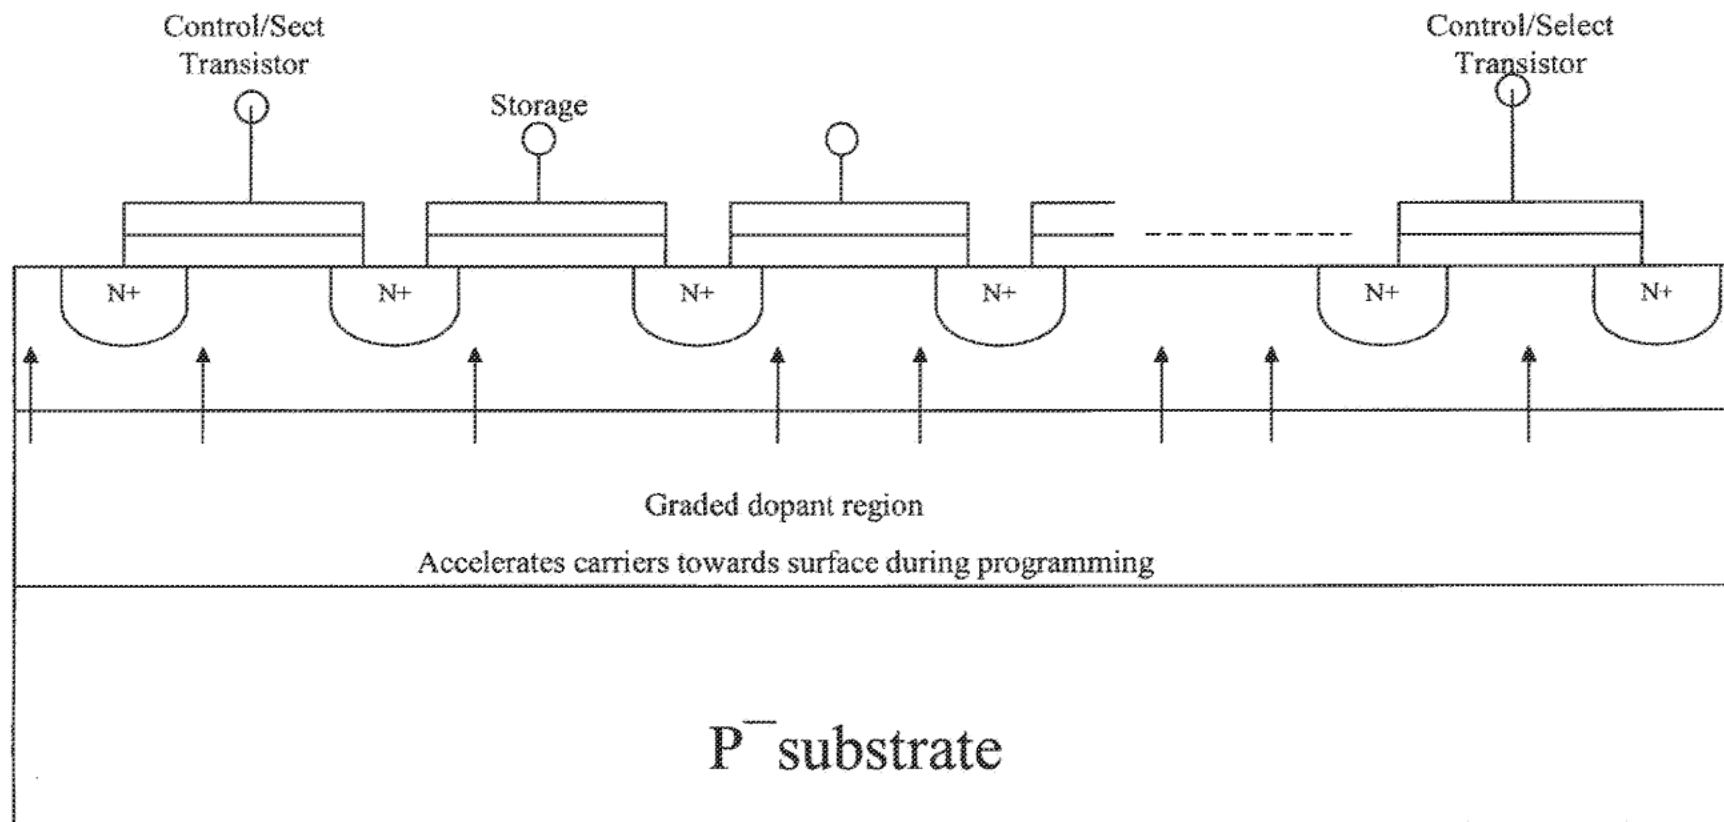 Control/Sect
Transistor
Control/Select
Transistor
Storage
N+
N+
N+
N+
N+
N+
Graded dopant region
Accelerates carriers towards surface during programming
P⁻ substrate